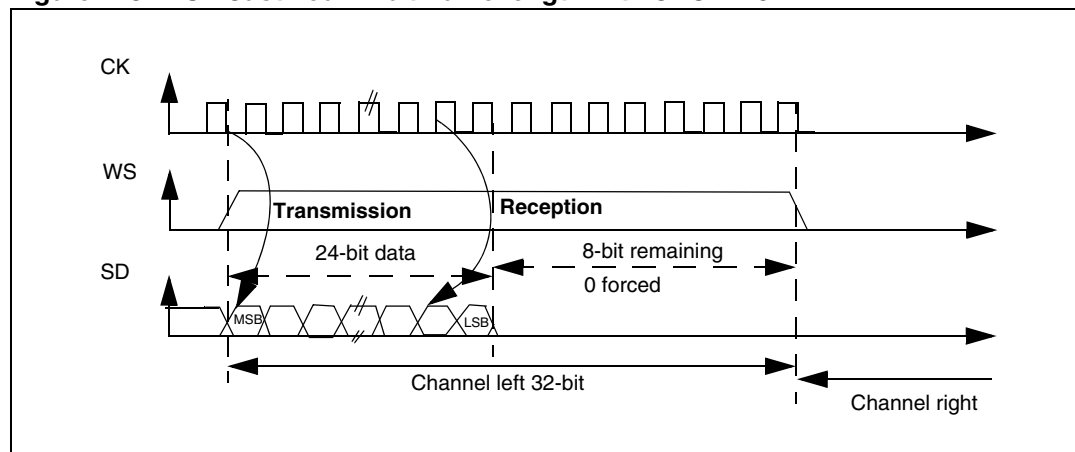 CK
WS
Transmission
Reception
24-bit data
8-bit remaining
0 forced
SD
MSB
LSB
Channel left 32-bit
Channel right